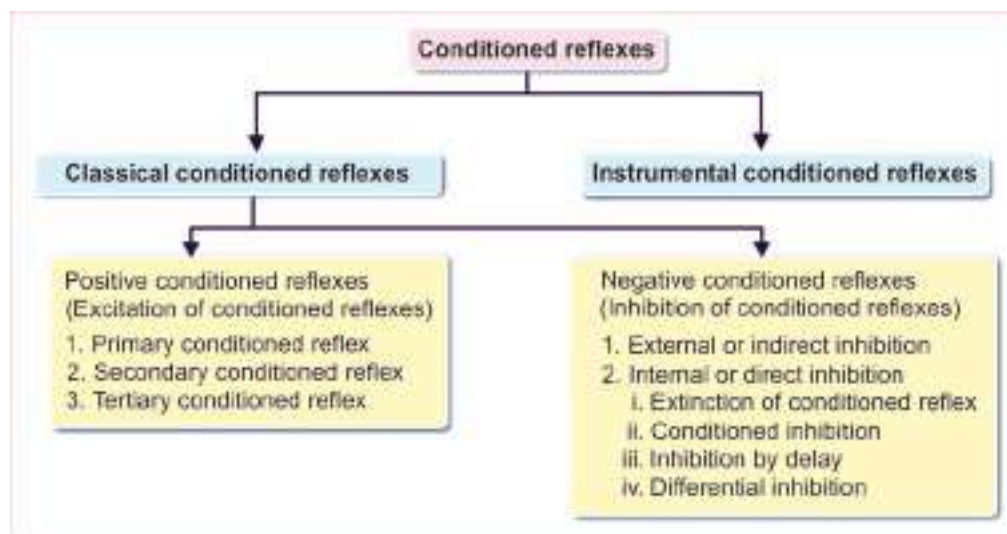 Conditioned reflexes
Classical conditioned reflexes
Instrumental conditioned reflexes
Positive conditioned reflexes
(Excitation of conditioned reflexes)
1. Primary conditioned reflex
2. Secondary conditioned reflex
3. Tertiary conditioned reflex
Negative conditioned reflexes
(Inhibition of conditioned reflexes)
1. External or indirect inhibition
2. Internal or direct inhibition
i. Extinction of conditioned reflex
ii. Conditioned inhibition
iii. Inhibition by delay
iv. Differential inhibition